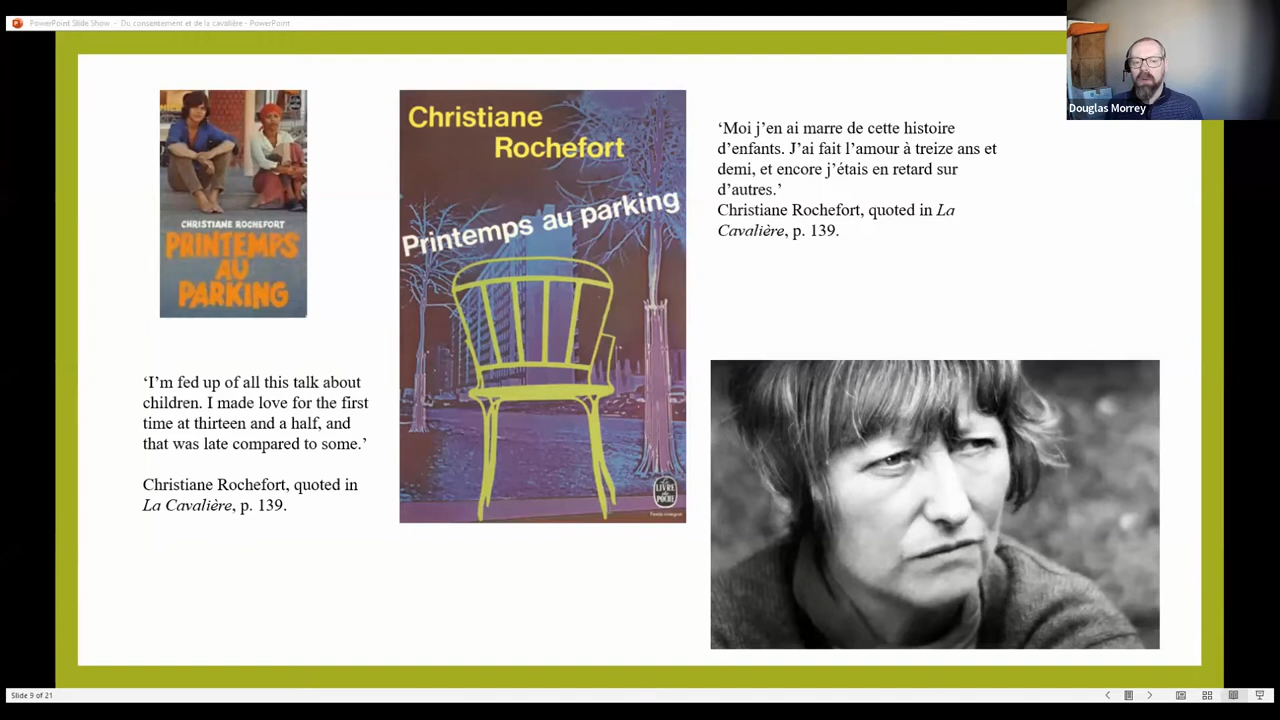 PowerPoint Slide Show - Du consentement et de la cavalière - PowerPoint
Douglas Morrey
CHRISTIANE ROCHEFORT
PRINTEMPS
AU
PARKING
Christiane
Rochefort
Printemps au parking
LE LIVRE
de POCHE
Texte intégral
'Moi j'en ai marre de cette histoire
d'enfants. J'ai fait l'amour à treize ans et
demi, et encore j'étais en retard sur
d'autres.'
Christiane Rochefort, quoted in La
Cavalière, p. 139.
'I'm fed up of all this talk about
children. I made love for the first
time at thirteen and a half, and
that was late compared to some.'
Christiane Rochefort, quoted in
La Cavalière, p. 139.
Slide 9 of 21